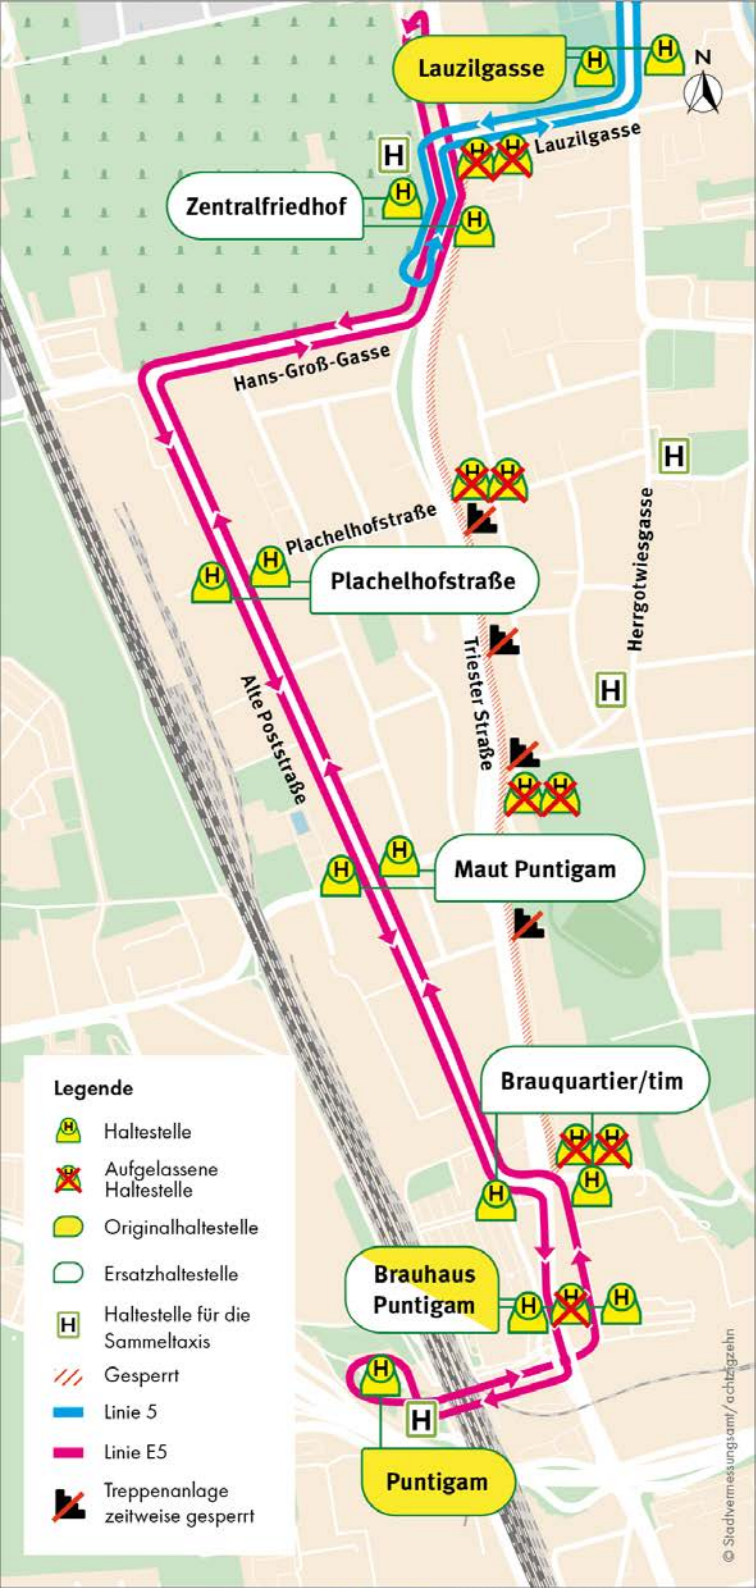 Lauzilgasse
N
Lauzilgasse
H
Zentralfriedhof
Hans-Groß-Gasse
H
Plachelhofstraße
Plachelhofstraße
Herrgotwiesgasse
Triester Straße
H
Alte Poststraße
Maut Puntigam
Brauquartier/tim
Brauhaus
Puntigam
H
Puntigam
Legende
H Haltestelle
H Aufgelassene
Haltestelle
Originalhaltestelle
Ersatzhaltestelle
H Haltestelle für die
Sammeltaxis
Gesperrt
Linie 5
Linie E5
Treppenanlage
zeitweise gesperrt
© Stadtvermessungsamt/achtzigzehn